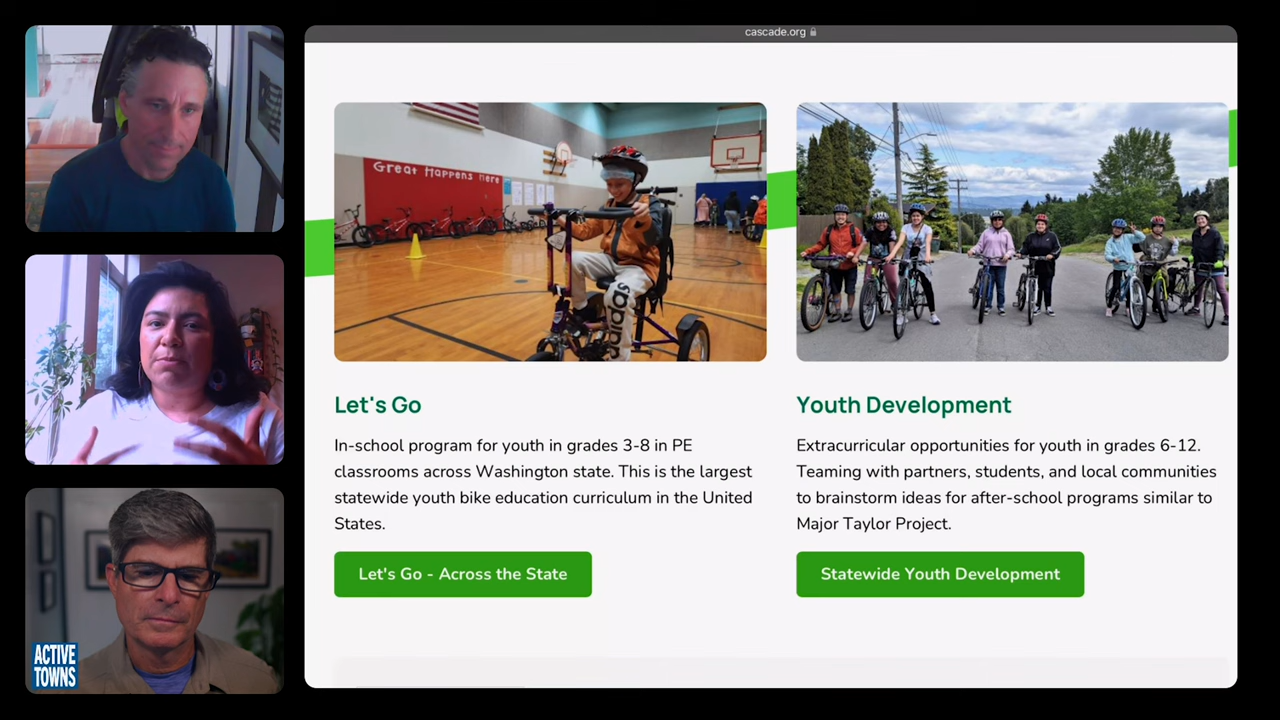 cascade.org
Great Happens Here
adidas
Let's Go
In-school program for youth in grades 3-8 in PE
classrooms across Washington state. This is the largest
statewide youth bike education curriculum in the United
States.
Let's Go - Across the State
Youth Development
Extracurricular opportunities for youth in grades 6-12.
Teaming with partners, students, and local communities
to brainstorm ideas for after-school programs similar to
Major Taylor Project.
Statewide Youth Development
ACTIVE
TOWNS